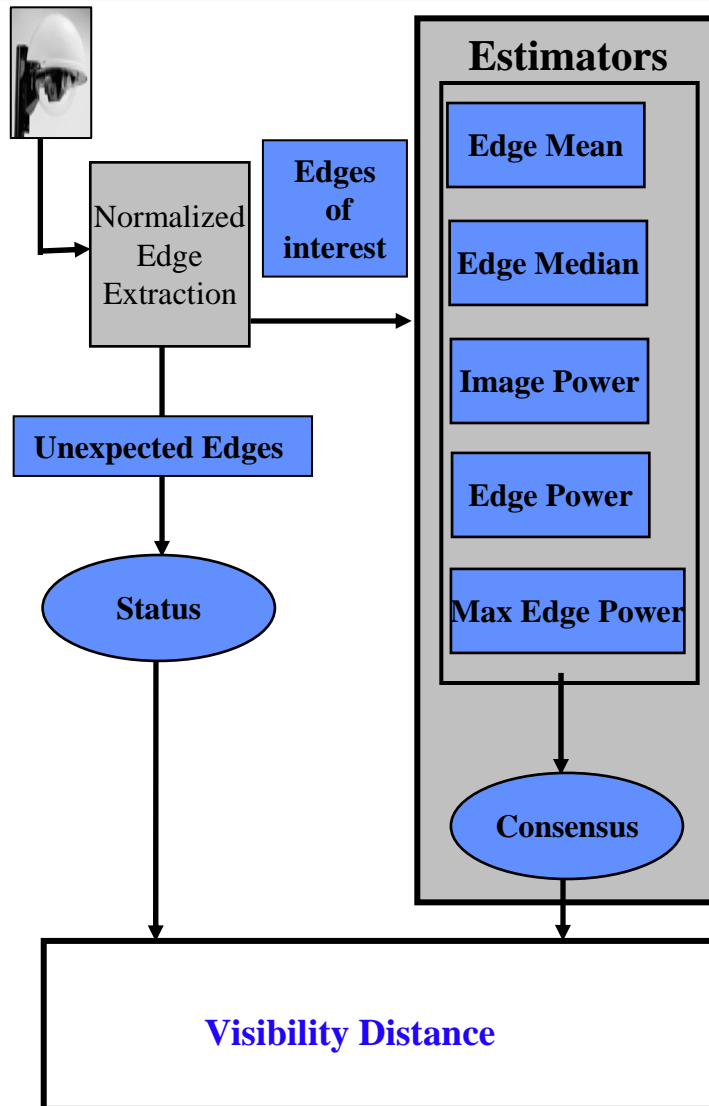 Estimators
Edge Mean
Edges
of
interest
Normalized
Edge
Extraction
Edge Median
Image Power
Unexpected Edges
Edge Power
Status
Max Edge Power
Consensus
Visibility Distance